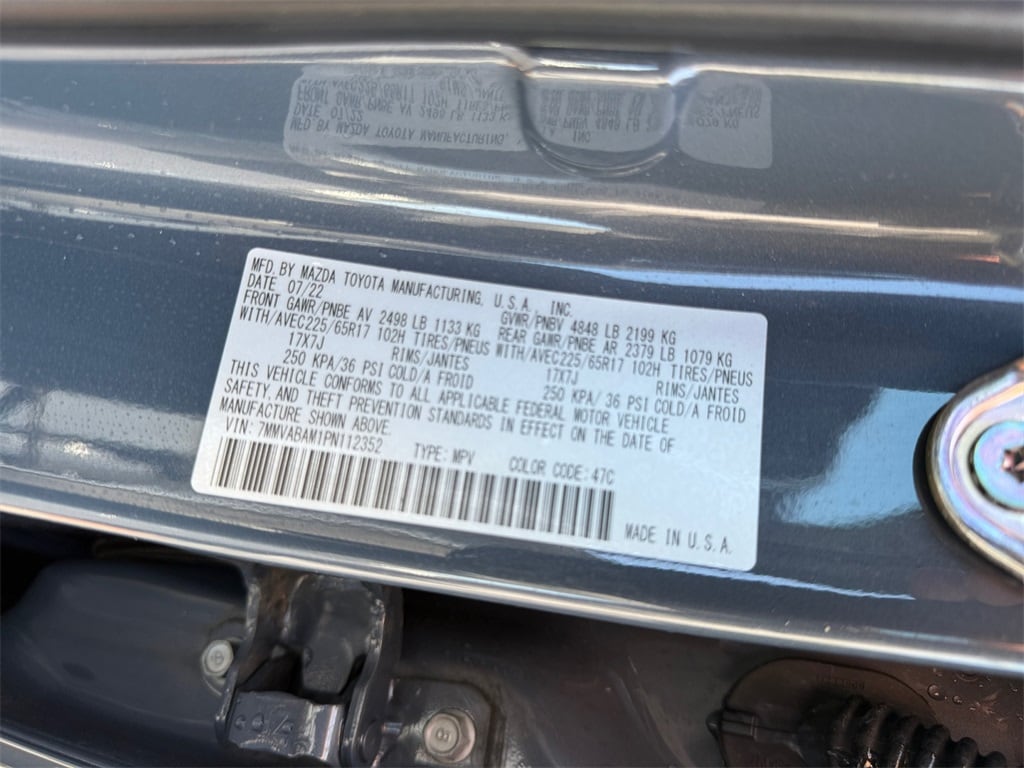 MFD. BY MAZDA TOYOTA MANUFACTURING, U.S.A., INC.
DATE 07/22 GVWR/PNBV 4848 LB 2199 KG
FRONT GAWR/PNBE AV 2498 LB 1133 KG REAR GAWR/PNBE AR 2379 LB 1079 KG
WITH/AVEC225/65R17 102H TIRES/PNEUS WITH/AVEC225/65R17 102H TIRES/PNEUS
17X7J RIMS/JANTES 17X7J RIMS/JANTES
250 KPA/36 PSI COLD/A FROID 250 KPA/36 PSI COLD/A FROID
THIS VEHICLE CONFORMS TO ALL APPLICABLE FEDERAL MOTOR VEHICLE
SAFETY, AND THEFT PREVENTION STANDARDS IN EFFECT ON THE DATE OF
MANUFACTURE SHOWN ABOVE.
VIN: 7MMVABAM1PN112352 TYPE: MPV COLOR CODE: 47C
MADE IN U.S.A.